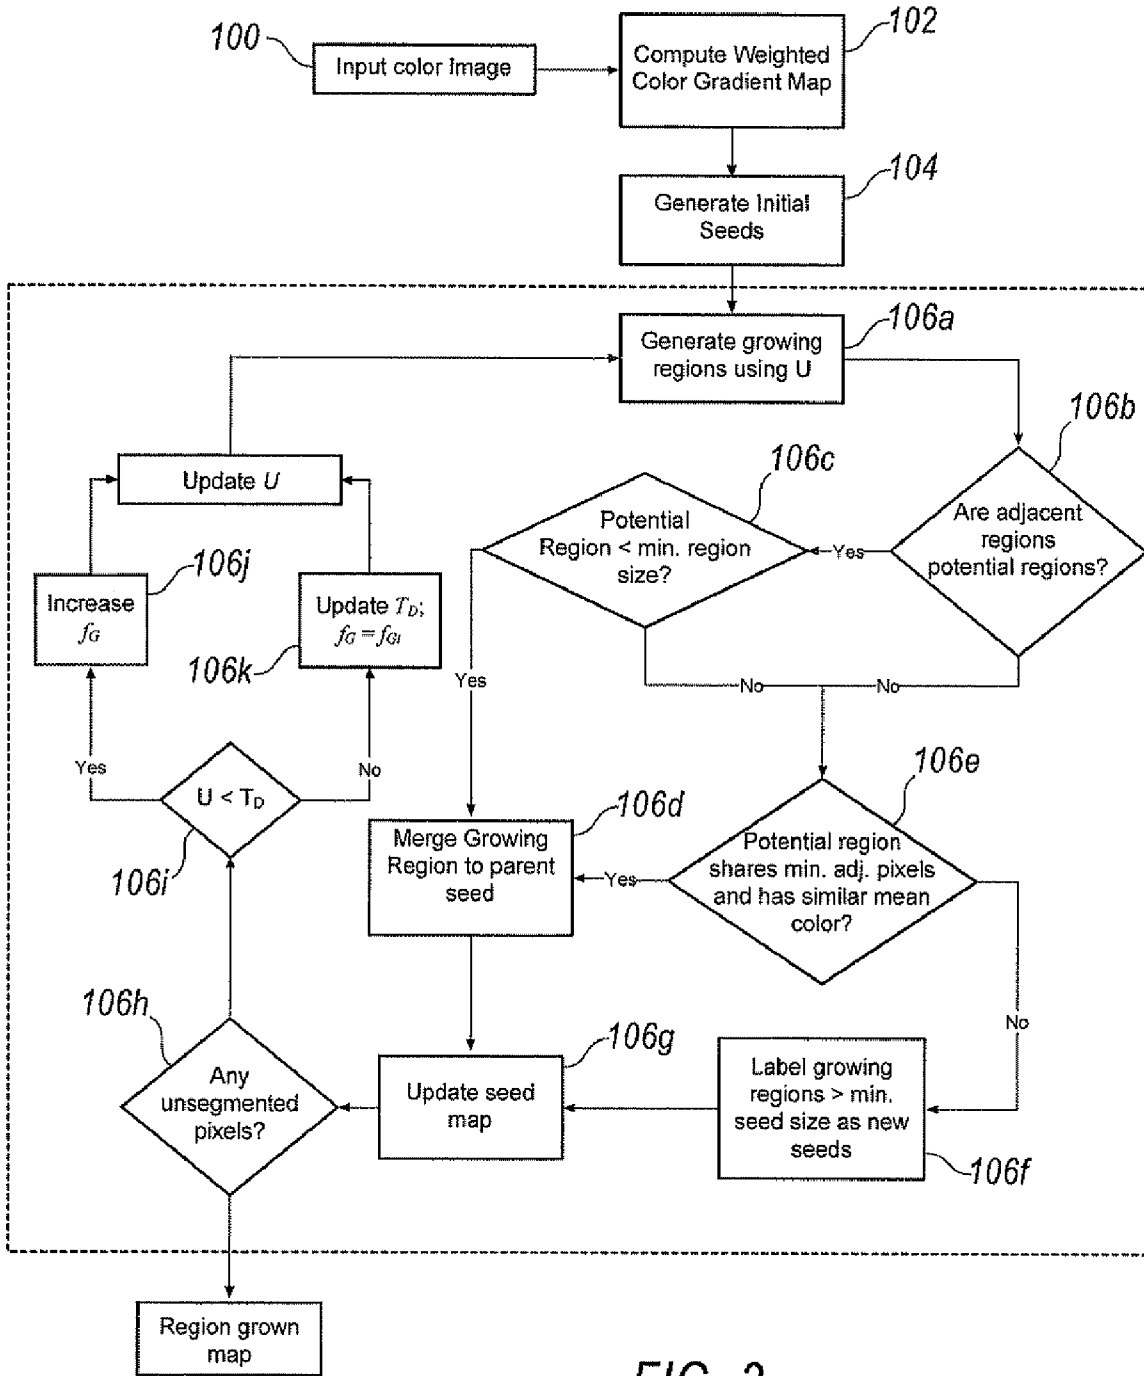 100
Input color Image
102
Compute Weighted
Color Gradient Map
104
Generate Initial
Seeds
106a
Generate growing
regions using U
106b
Are adjacent
regions
potential regions?
Yes
No
106c
Potential
Region < min. region
size?
Yes
No
Update U
106j
Increase
fG
Update TD;
fG = fGi
106k
Yes
No
U < TD
106i
106d
Merge Growing
Region to parent
seed
106e
Potential region
shares min. adj. pixels
and has similar mean
color?
Yes
No
106h
Any
unsegmented
pixels?
106g
Update seed
map
Label growing
regions > min.
seed size as new
seeds
106f
Region grown
map